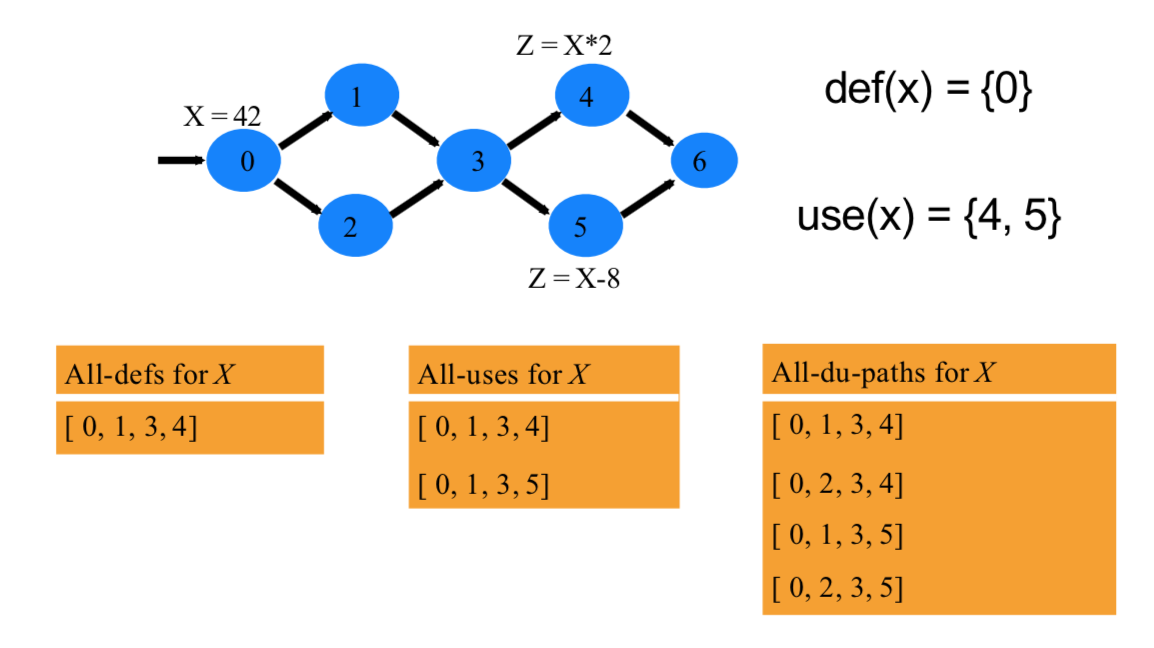 Z = X*2
def(x) = {0}
X = 42
1
4
0
3
6
2
5
use(x) = {4, 5}
Z = X-8
All-defs for X
[ 0, 1, 3, 4]
All-uses for X
[ 0, 1, 3, 4]
[ 0, 1, 3, 5]
All-du-paths for X
[ 0, 1, 3, 4]
[ 0, 2, 3, 4]
[ 0, 1, 3, 5]
[ 0, 2, 3, 5]